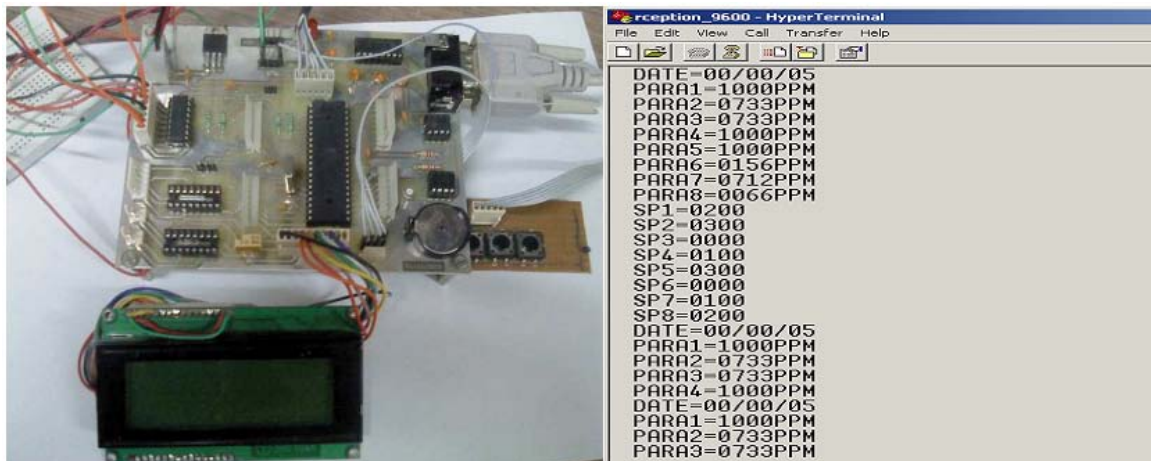 rception_9600 - HyperTerminal
File Edit View Call Transfer Help
DATE=00/00/05
PARA1=1000PPM
PARA2=0733PPM
PARA3=0733PPM
PARA4=1000PPM
PARA5=1000PPM
PARA6=0156PPM
PARA7=0712PPM
PARA8=0066PPM
SP1=0200
SP2=0300
SP3=0000
SP4=0100
SP5=0300
SP6=0000
SP7=0100
SP8=0200
DATE=00/00/05
PARA1=1000PPM
PARA2=0733PPM
PARA3=0733PPM
PARA4=1000PPM
DATE=00/00/05
PARA1=1000PPM
PARA2=0733PPM
PARA3=0733PPM